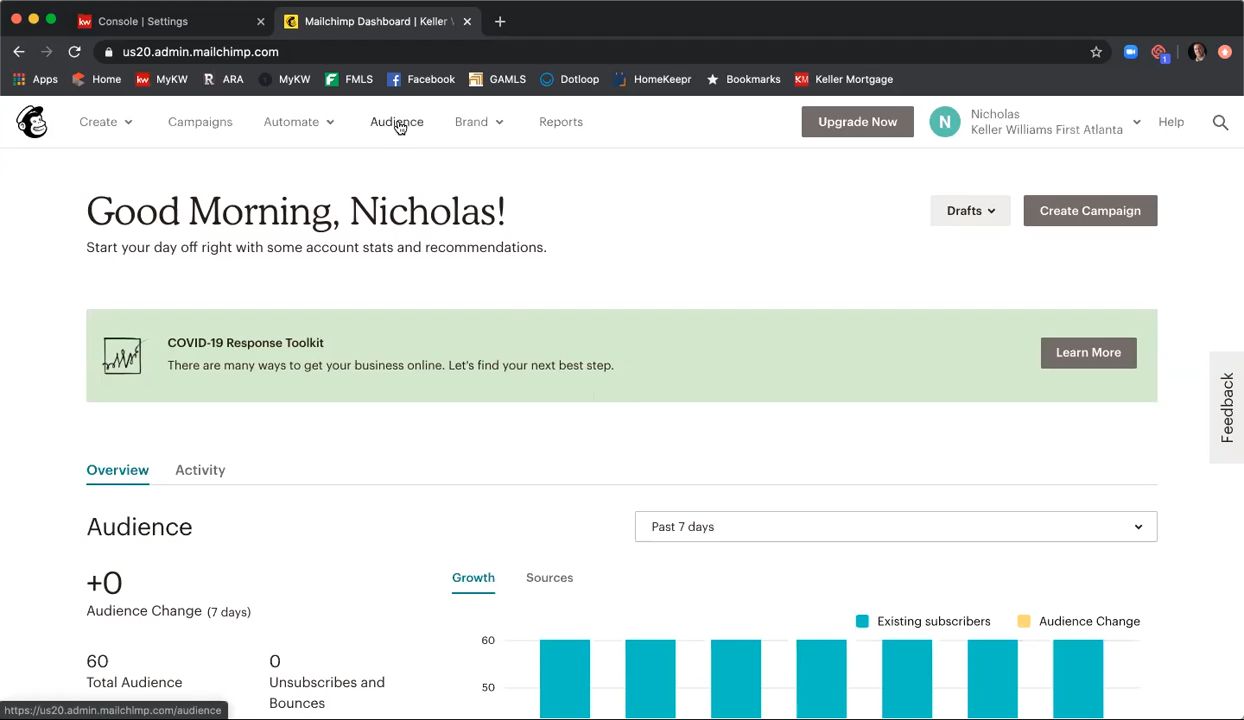 Console | Settings
Mailchimp Dashboard | Keller
us20.admin.mailchimp.com
1
Apps Home kw MyKW R ARA MyKW FMLS Facebook GAMLS Dotloop HomeKeepr Bookmarks KM Keller Mortgage
Create Campaigns Automate Audience Brand Reports Upgrade Now N Nicholas
Keller Williams First Atlanta
Help
Good Morning, Nicholas!
Drafts
Create Campaign
Start your day off right with some account stats and recommendations.
COVID-19 Response Toolkit
There are many ways to get your business online. Let's find your next best step.
Learn More
Feedback
Overview Activity
Audience
Past 7 days
+0
Audience Change (7 days)
Growth Sources
Existing subscribers Audience Change
60
50
60
Total Audience
0
Unsubscribes and
Bounces
https://us20.admin.mailchimp.com/audience